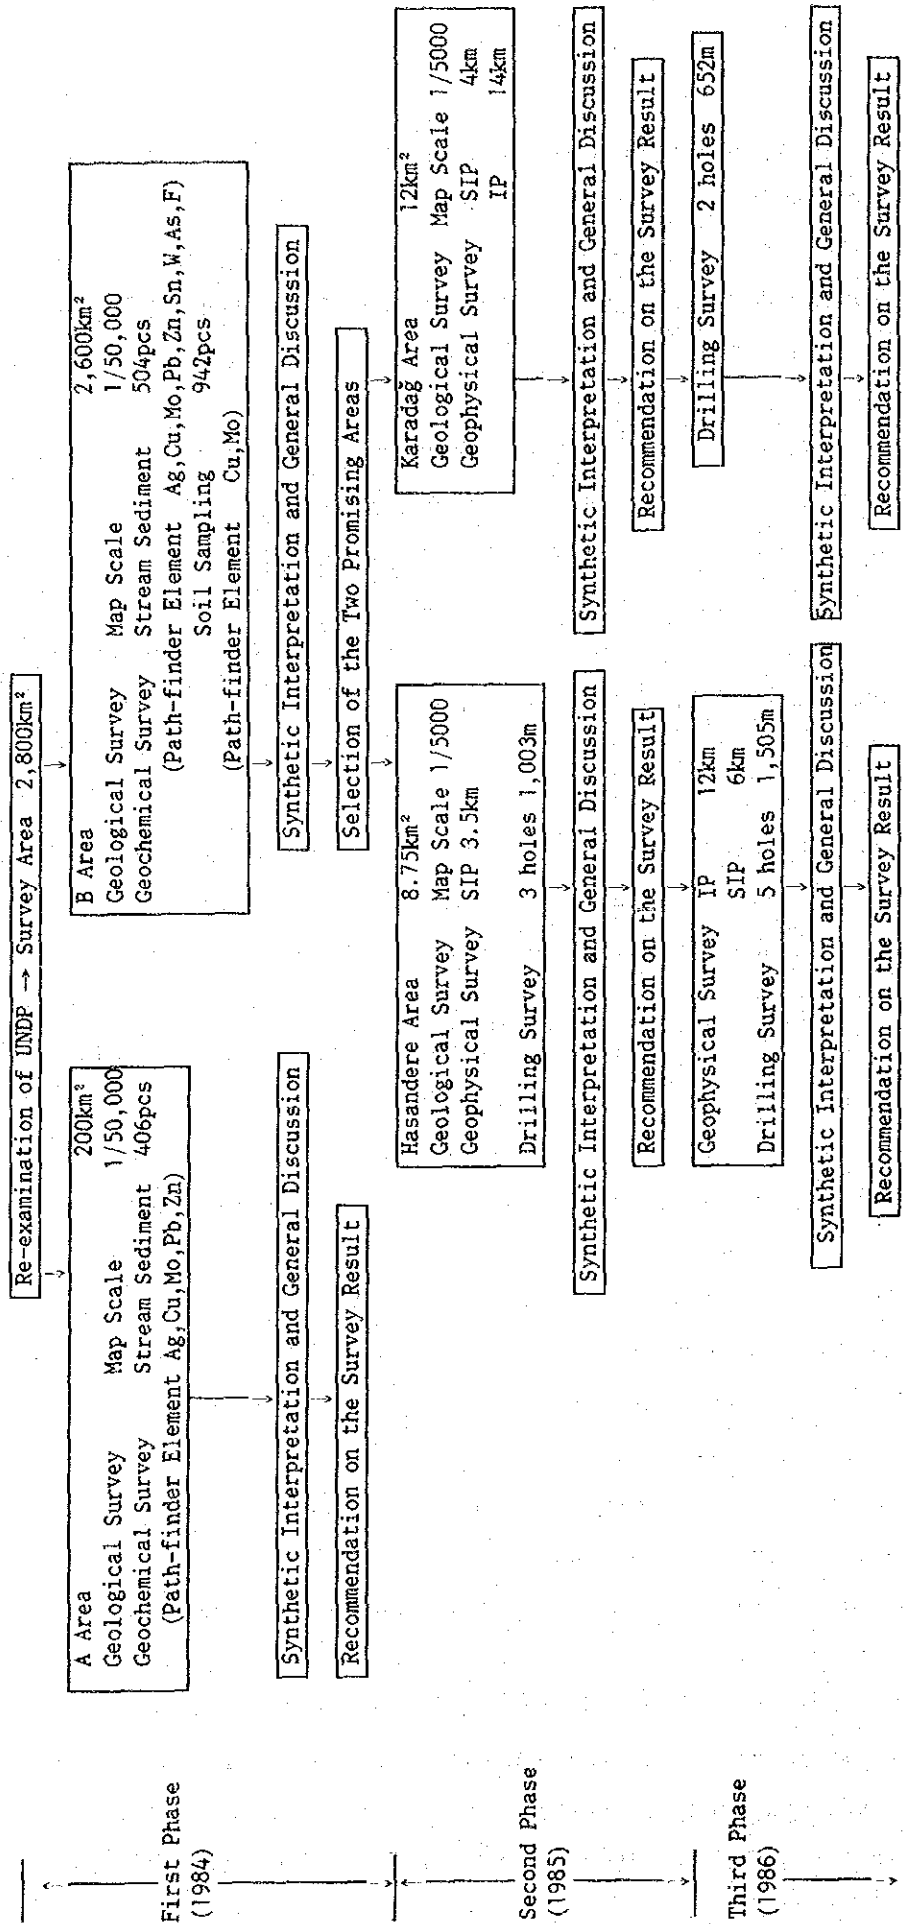 Re-examination of UNDP → Survey Area 2,800km²
First Phase
(1984)
A Area 200km²
Geological Survey Map Scale 1/50,000
Geochemical Survey Stream Sediment 406pcs
(Path-finder Element Ag,Cu,Mo,Pb,Zn)
B Area 2,600km²
Geological Survey Map Scale 1/50,000
Geochemical Survey Stream Sediment 504pcs
(Path-finder Element Ag,Cu,Mo,Pb,Zn,Sn,W,As,F)
Soil Sampling 942pcs
(Path-finder Element Cu,Mo)
Synthetic Interpretation and General Discussion
Synthetic Interpretation and General Discussion
Recommendation on the Survey Result
Selection of the Two Promising Areas
Second Phase
(1985)
Hasandere Area 8.75km²
Geological Survey Map Scale 1/5000
Geophysical Survey SIP 3.5km
Drilling Survey 3 holes 1,003m
Karadağ Area 12km²
Geological Survey Map Scale 1/5000
Geophysical Survey SIP 4km
IP 14km
Synthetic Interpretation and General Discussion
Synthetic Interpretation and General Discussion
Recommendation on the Survey Result
Recommendation on the Survey Result
Third Phase
(1986)
Geophysical Survey IP 12km
SIP 6km
Drilling Survey 5 holes 1,505m
Drilling Survey 2 holes 652m
Synthetic Interpretation and General Discussion
Synthetic Interpretation and General Discussion
Recommendation on the Survey Result
Recommendation on the Survey Result